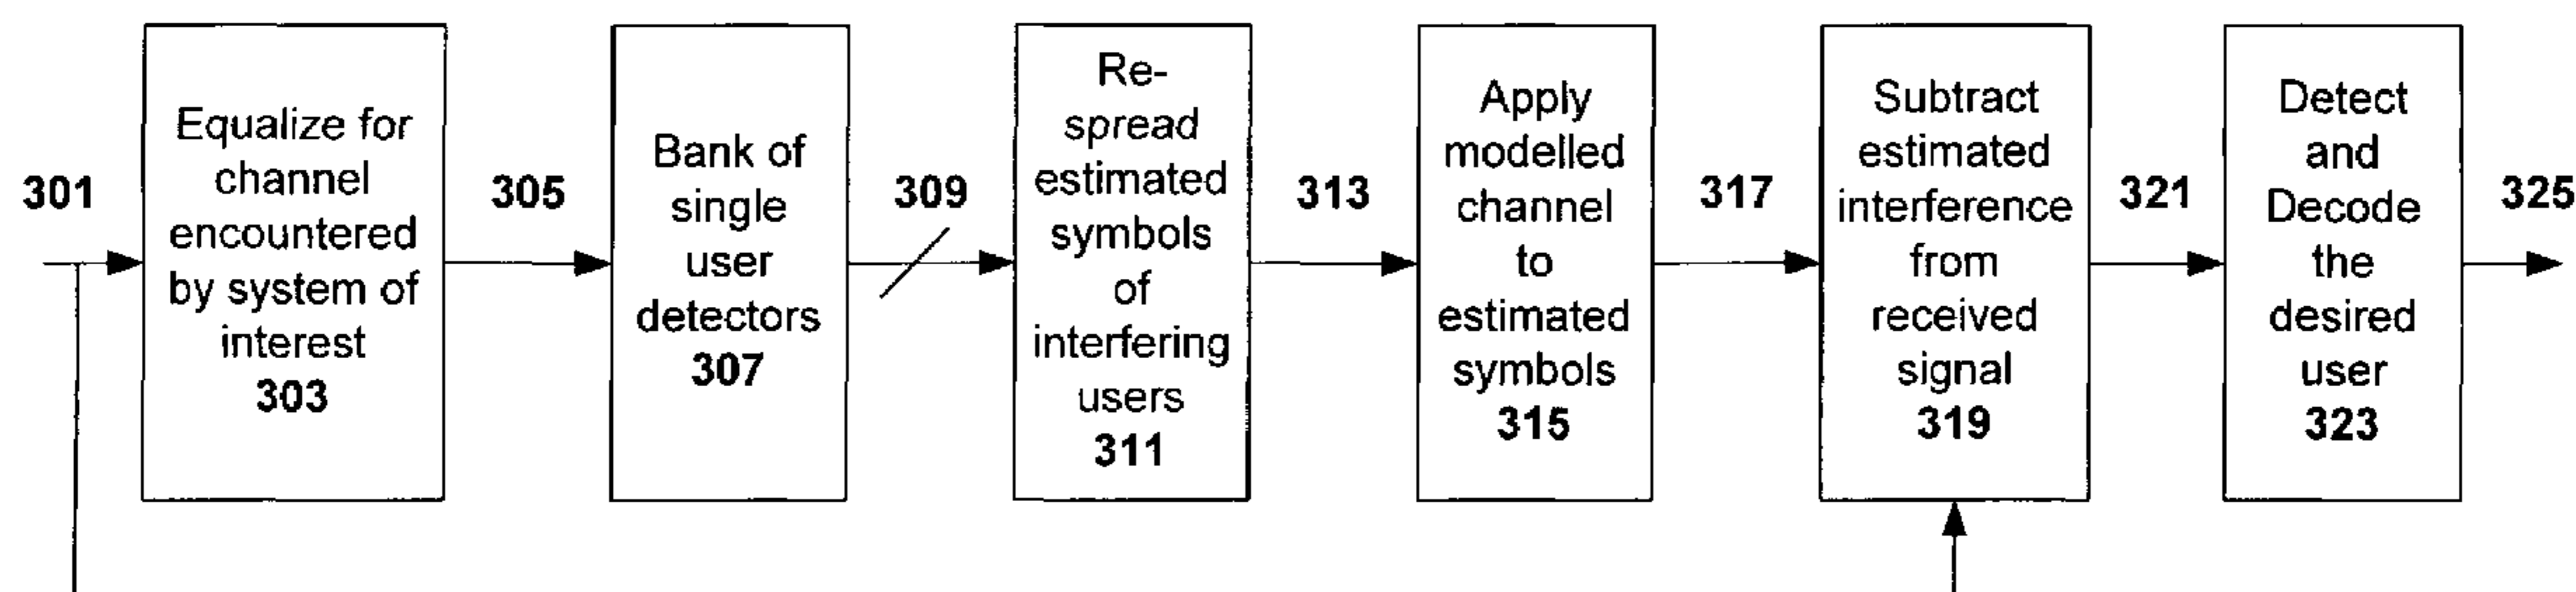 301
Equalize for
channel
encountered
by system of
interest
303
305
Bank of
single
user
detectors
307
309
Re-
spread
estimated
symbols
of
interfering
users
311
313
Apply
modelled
channel
to
estimated
symbols
315
317
Subtract
estimated
interference
from
received
signal
319
321
Detect
and
Decode
the
desired
user
323
325